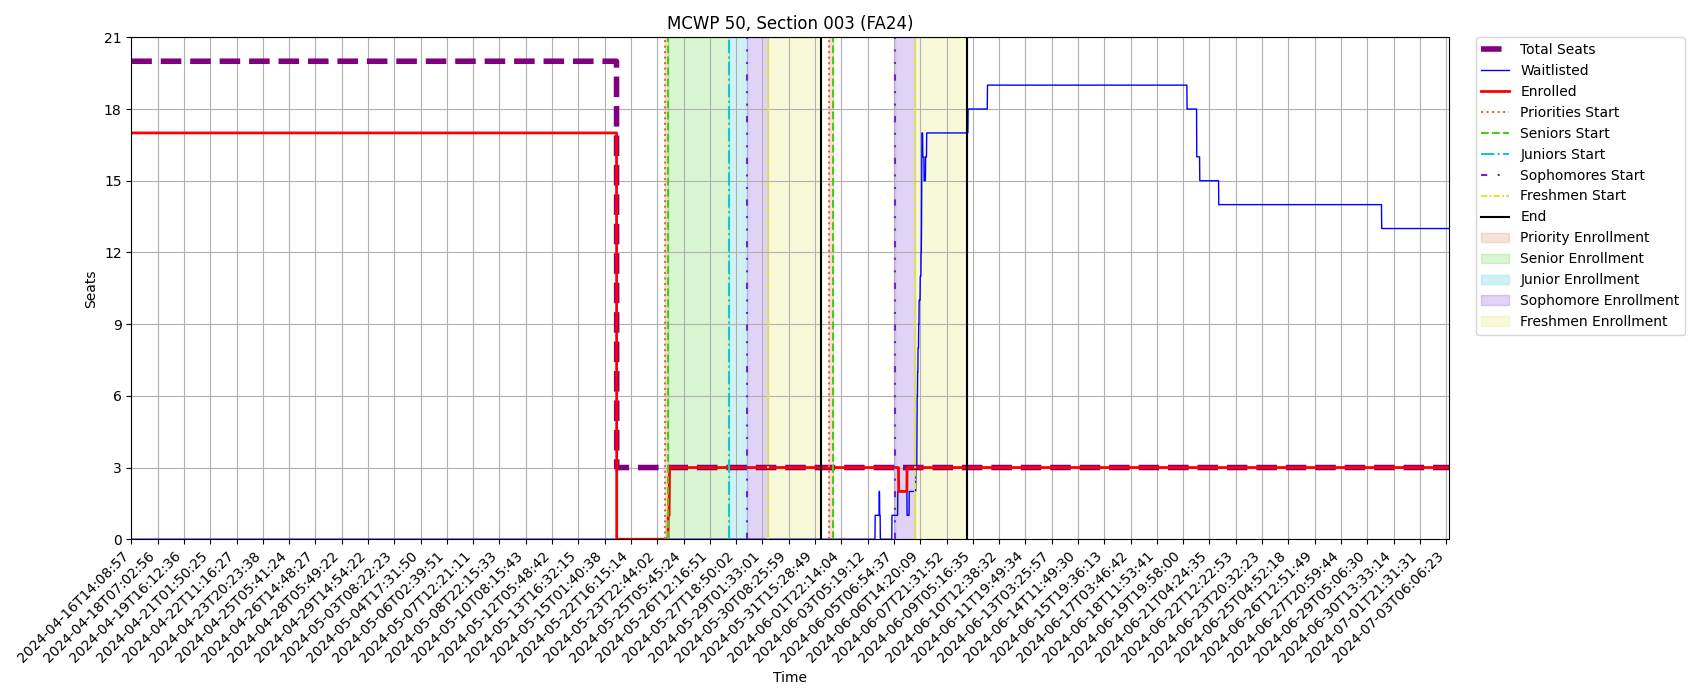 MCWP 50, Section 003 (FA24)
21
18
15
12
9
6
3
0
Seats
2024-04-16T14:08:57
2024-04-18T07:02:56
2024-04-19T16:12:36
2024-04-21T01:50:25
2024-04-22T11:16:27
2024-04-23T20:23:38
2024-04-25T05:41:24
2024-04-26T14:48:27
2024-04-28T05:49:22
2024-04-29T14:54:22
2024-05-03T08:22:23
2024-05-04T17:31:50
2024-05-06T02:39:51
2024-05-07T12:21:11
2024-05-08T22:15:33
2024-05-10T08:15:43
2024-05-12T05:48:42
2024-05-13T16:32:15
2024-05-15T01:40:38
2024-05-22T16:15:14
2024-05-23T22:44:02
2024-05-25T05:45:24
2024-05-26T12:16:51
2024-05-27T18:50:02
2024-05-29T01:33:01
2024-05-30T08:25:59
2024-05-31T15:28:49
2024-06-01T22:14:04
2024-06-03T05:19:12
2024-06-05T06:54:37
2024-06-06T14:20:09
2024-06-07T21:31:52
2024-06-09T05:16:35
2024-06-10T12:38:32
2024-06-11T19:49:34
2024-06-13T03:25:57
2024-06-14T11:49:30
2024-06-15T19:36:13
2024-06-17T03:46:42
2024-06-18T11:53:41
2024-06-19T19:58:00
2024-06-21T04:24:35
2024-06-22T12:22:53
2024-06-23T20:32:23
2024-06-25T04:52:18
2024-06-26T12:51:49
2024-06-27T20:59:44
2024-06-29T05:06:30
2024-06-30T13:33:14
2024-07-01T21:31:31
2024-07-03T06:06:23
Time
Total Seats
Waitlisted
Enrolled
Priorities Start
Seniors Start
Juniors Start
Sophomores Start
Freshmen Start
End
Priority Enrollment
Senior Enrollment
Junior Enrollment
Sophomore Enrollment
Freshmen Enrollment